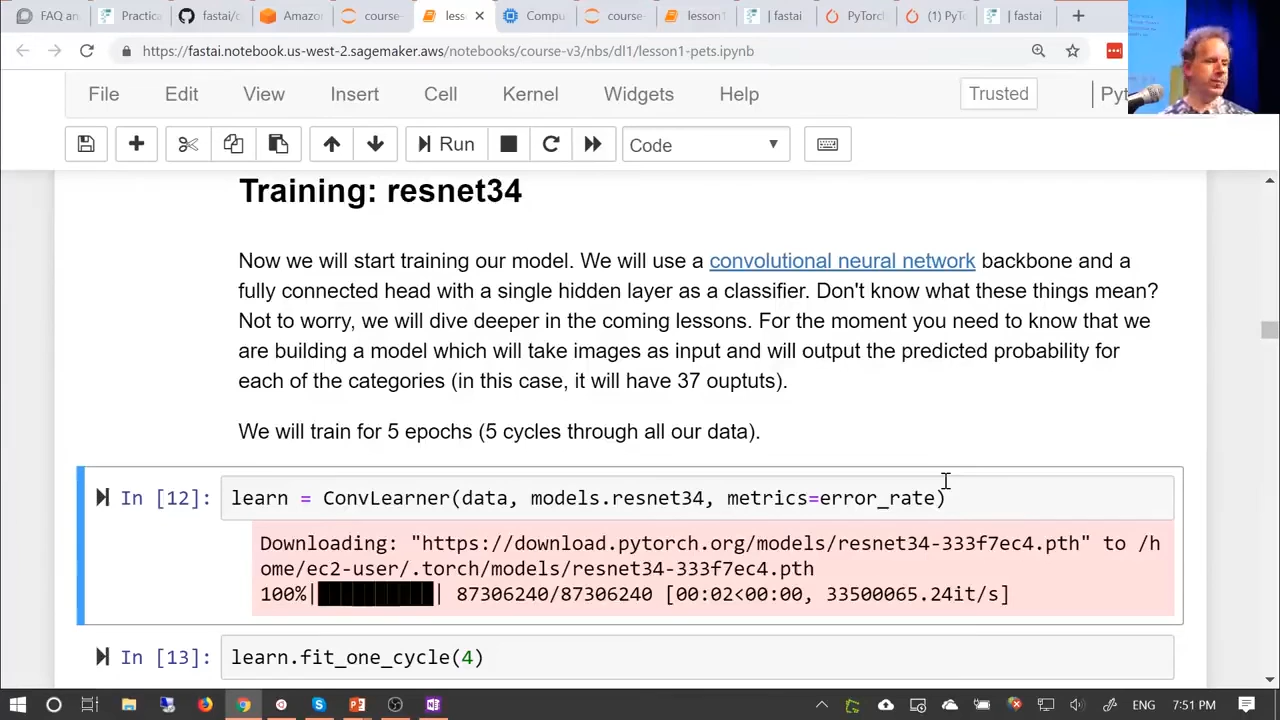 FAQ anc
Practica
fastai/c
Amazor
course-
less
Compu
course-
lesson1
| fastai
PyTorch
(1) PyTc
| fastai
https://fastai.notebook.us-west-2.sagemaker.aws/notebooks/course-v3/nbs/dl1/lesson1-pets.ipynb
File Edit View Insert Cell Kernel Widgets Help Trusted Pyt
Run Code
Training: resnet34
Now we will start training our model. We will use a convolutional neural network backbone and a
fully connected head with a single hidden layer as a classifier. Don't know what these things mean?
Not to worry, we will dive deeper in the coming lessons. For the moment you need to know that we
are building a model which will take images as input and will output the predicted probability for
each of the categories (in this case, it will have 37 ouptuts).
We will train for 5 epochs (5 cycles through all our data).
In [12]: learn = ConvLearner(data, models.resnet34, metrics=error_rate)
Downloading: "https://download.pytorch.org/models/resnet34-333f7ec4.pth" to /h
ome/ec2-user/.torch/models/resnet34-333f7ec4.pth
100%|██████████| 87306240/87306240 [00:02<00:00, 33500065.24it/s]
In [13]: learn.fit_one_cycle(4)
ENG 7:51 PM